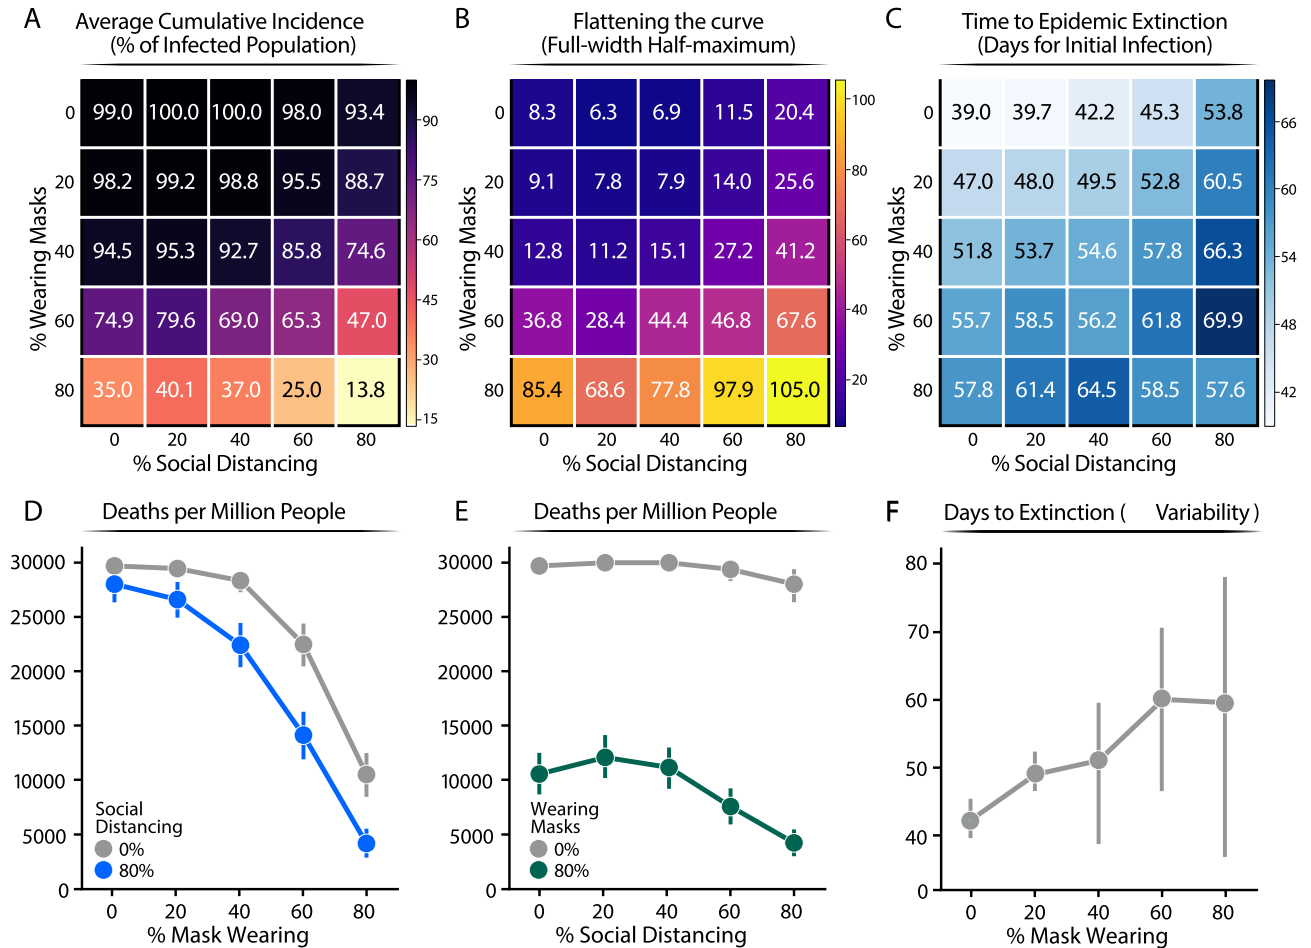 A
Average Cumulative Incidence
(% of Infected Population)
% Wearing Masks
0 99.0 100.0 100.0 98.0 93.4
20 98.2 99.2 98.8 95.5 88.7
40 94.5 95.3 92.7 85.8 74.6
60 74.9 79.6 69.0 65.3 47.0
80 35.0 40.1 37.0 25.0 13.8
0 20 40 60 80
% Social Distancing
90
75
60
45
30
15
B
Flattening the curve
(Full-width Half-maximum)
% Wearing Masks
0 8.3 6.3 6.9 11.5 20.4
20 9.1 7.8 7.9 14.0 25.6
40 12.8 11.2 15.1 27.2 41.2
60 36.8 28.4 44.4 46.8 67.6
80 85.4 68.6 77.8 97.9 105.0
0 20 40 60 80
% Social Distancing
100
80
60
40
20
C
Time to Epidemic Extinction
(Days for Initial Infection)
% Wearing Masks
0 39.0 39.7 42.2 45.3 53.8
20 47.0 48.0 49.5 52.8 60.5
40 51.8 53.7 54.6 57.8 66.3
60 55.7 58.5 56.2 61.8 69.9
80 57.8 61.4 64.5 58.5 57.6
0 20 40 60 80
% Social Distancing
66
60
54
48
42
D
Deaths per Million People
30000
25000
20000
15000
10000
5000
0
Social
Distancing
0%
80%
0 20 40 60 80
% Mask Wearing
E
Deaths per Million People
30000
25000
20000
15000
10000
5000
0
Wearing
Masks
0%
80%
0 20 40 60 80
% Social Distancing
F
Days to Extinction ( Variability )
80
70
60
50
40
0
0 20 40 60 80
% Mask Wearing